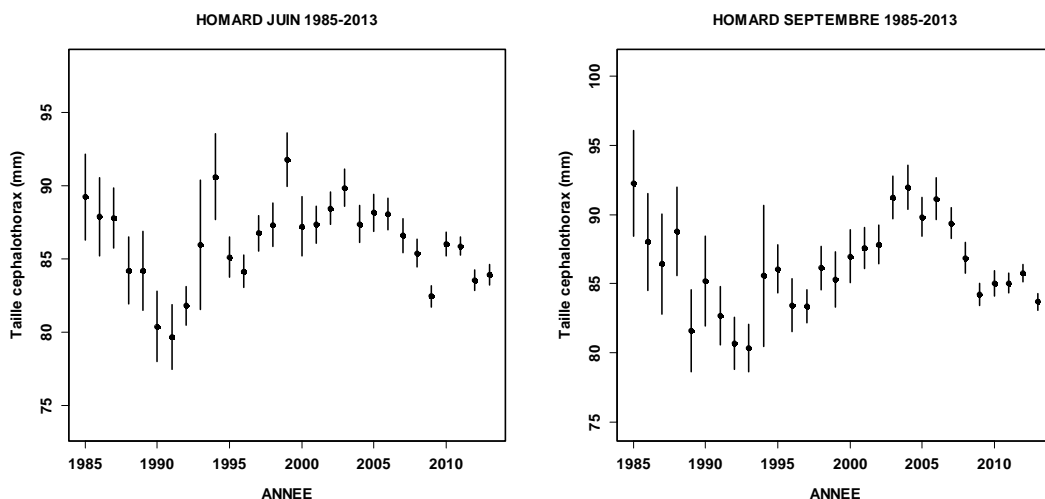 HOMARD JUIN 1985-2013
Taille cephalothorax (mm)
95
90
85
80
75
1985 1990 1995 2000 2005 2010
ANNEE
HOMARD SEPTEMBRE 1985-2013
Taille cephalothorax (mm)
100
95
90
85
80
75
1985 1990 1995 2000 2005 2010
ANNEE